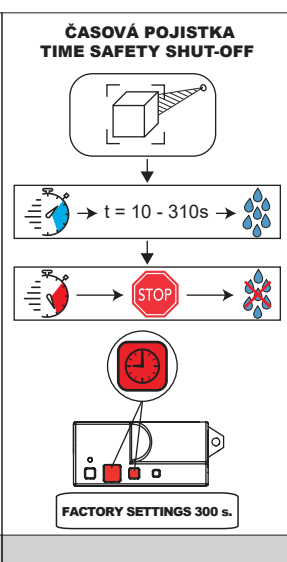 ČASOVÁ POJISTKA
TIME SAFETY SHUT-OFF
t = 10 - 310s
STOP
FACTORY SETTINGS 300 s.